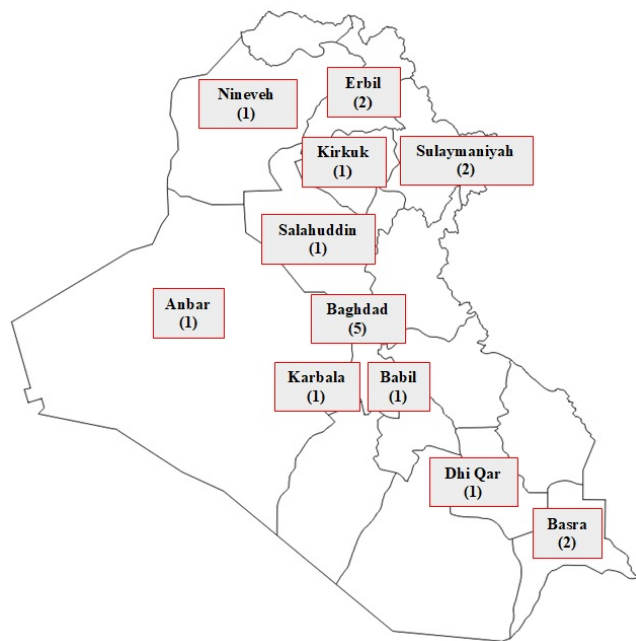 Erbil
(2)
Nineveh
(1)
Kirkuk
(1)
Sulaymaniyah
(2)
Salahuddin
(1)
Anbar
(1)
Baghdad
(5)
Karbala
(1)
Babil
(1)
Dhi Qar
(1)
Basra
(2)